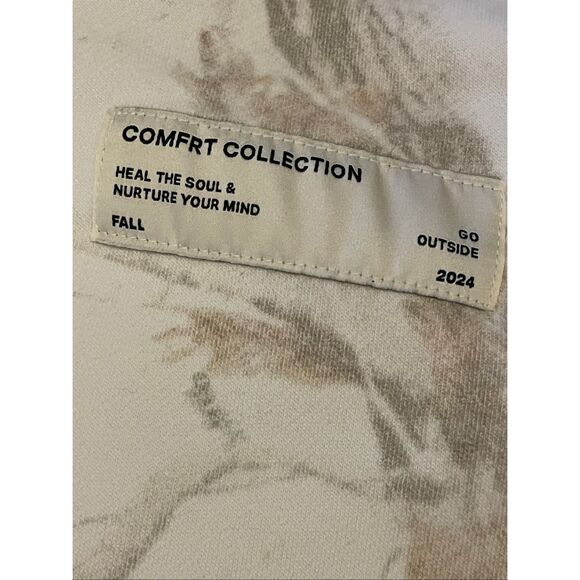 COMFRT COLLECTION
HEAL THE SOUL &
NURTURE YOUR MIND
FALL
GO
OUTSIDE
2024